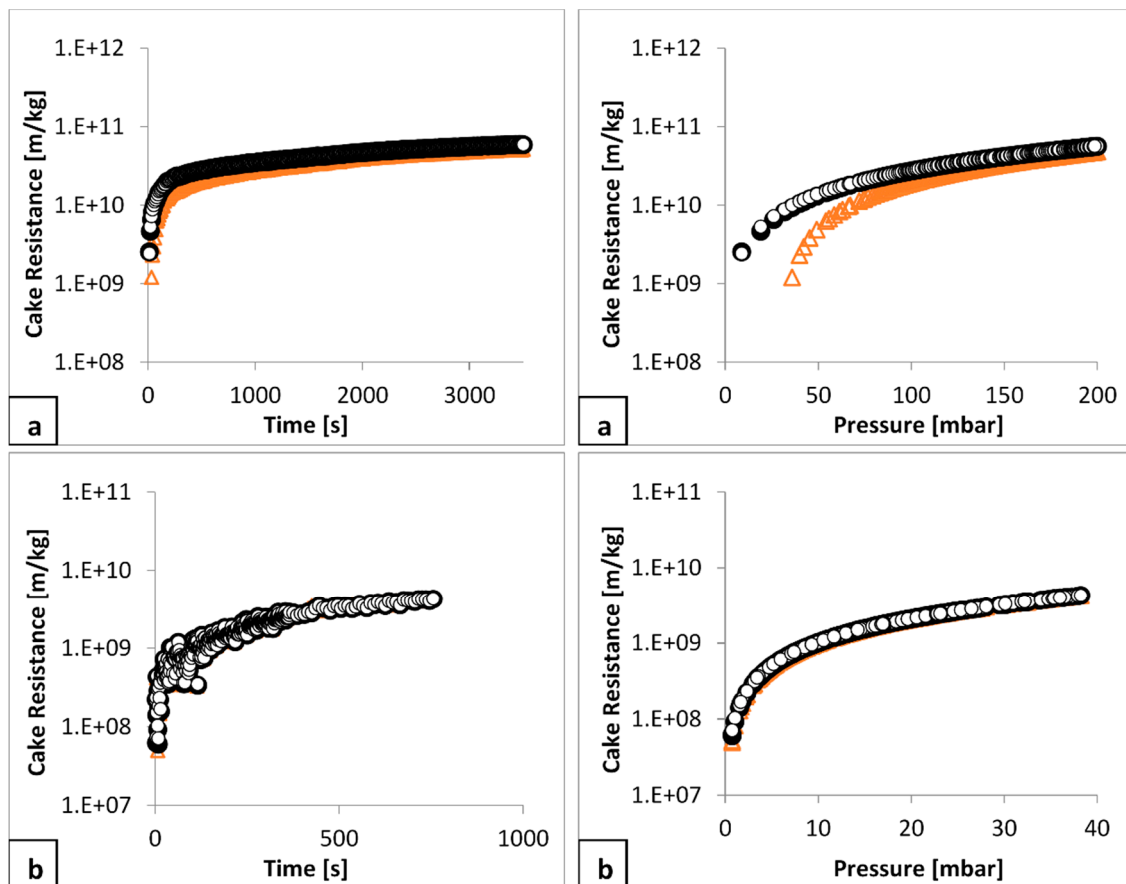 1.E+12
1.E+11
1.E+10
1.E+09
1.E+08
Cake Resistance [m/kg]
0 1000 2000 3000
Time [s]
a
1.E+12
1.E+11
1.E+10
1.E+09
1.E+08
Cake Resistance [m/kg]
0 50 100 150 200
Pressure [mbar]
a
1.E+11
1.E+10
1.E+09
1.E+08
1.E+07
Cake Resistance [m/kg]
0 500 1000
Time [s]
b
1.E+11
1.E+10
1.E+09
1.E+08
1.E+07
Cake Resistance [m/kg]
0 10 20 30 40
Pressure [mbar]
b